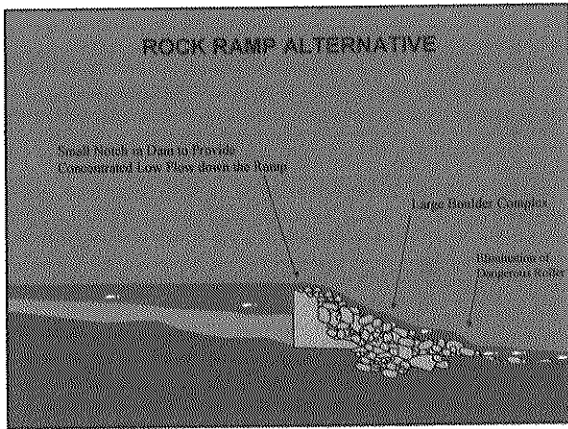 ROCK RAMP ALTERNATIVE
Small Notch in Dam to Provide
Concentrated Low Flow down the Ramp
Large Boulder Complex
Elimination of
Dangerous Roller